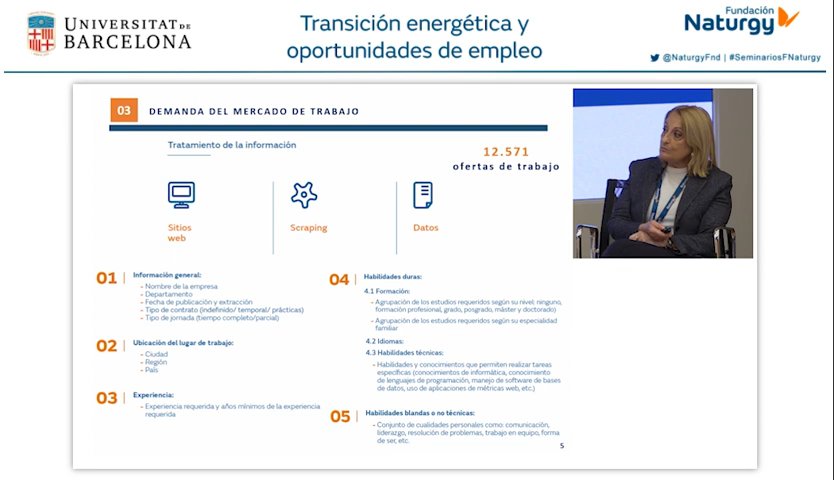 UNIVERSITAT DE
BARCELONA
Transición energética y
oportunidades de empleo
Fundación
Naturgy
@NaturgyFnd | #SeminariosFNaturgy
03 DEMANDA DEL MERCADO DE TRABAJO
Tratamiento de la información
12.571
ofertas de trabajo
Sitios
web
Scraping
Datos
01 Información general:
- Nombre de la empresa
- Departamento
- Fecha de publicación y extracción
- Tipo de contrato (indefinido/ temporal/ prácticas)
- Tipo de jornada (tiempo completo/parcial)
02 Ubicación del lugar de trabajo:
- Ciudad
- Región
- País
03 Experiencia:
- Experiencia requerida y años mínimos de la experiencia
requerida
04 Habilidades duras:
4.1 Formación:
- Agrupación de los estudios requeridos según su nivel: ninguno,
formación profesional, grado, posgrado, máster y doctorado)
- Agrupación de los estudios requeridos según su especialidad
familiar
4.2 Idiomas:
4.3 Habilidades técnicas:
- Habilidades y conocimientos que permiten realizar tareas
específicas (conocimientos de informática, conocimiento
de lenguajes de programación, manejo de software de bases
de datos, uso de aplicaciones de métricas web, etc.)
05 Habilidades blandas o no técnicas:
- Conjunto de cualidades personales como: comunicación,
liderazgo, resolución de problemas, trabajo en equipo, forma
de ser, etc.
5